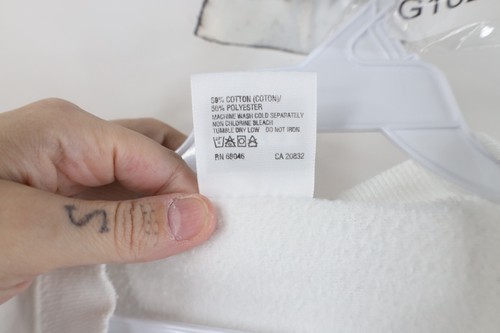 50% COTTON (COTON)/
50% POLYESTER
MACHINE WASH COLD SEPARATELY
NON CHLORINE BLEACH
TUMBLE DRY LOW DO NOT IRON
RN 68046 CA 20832